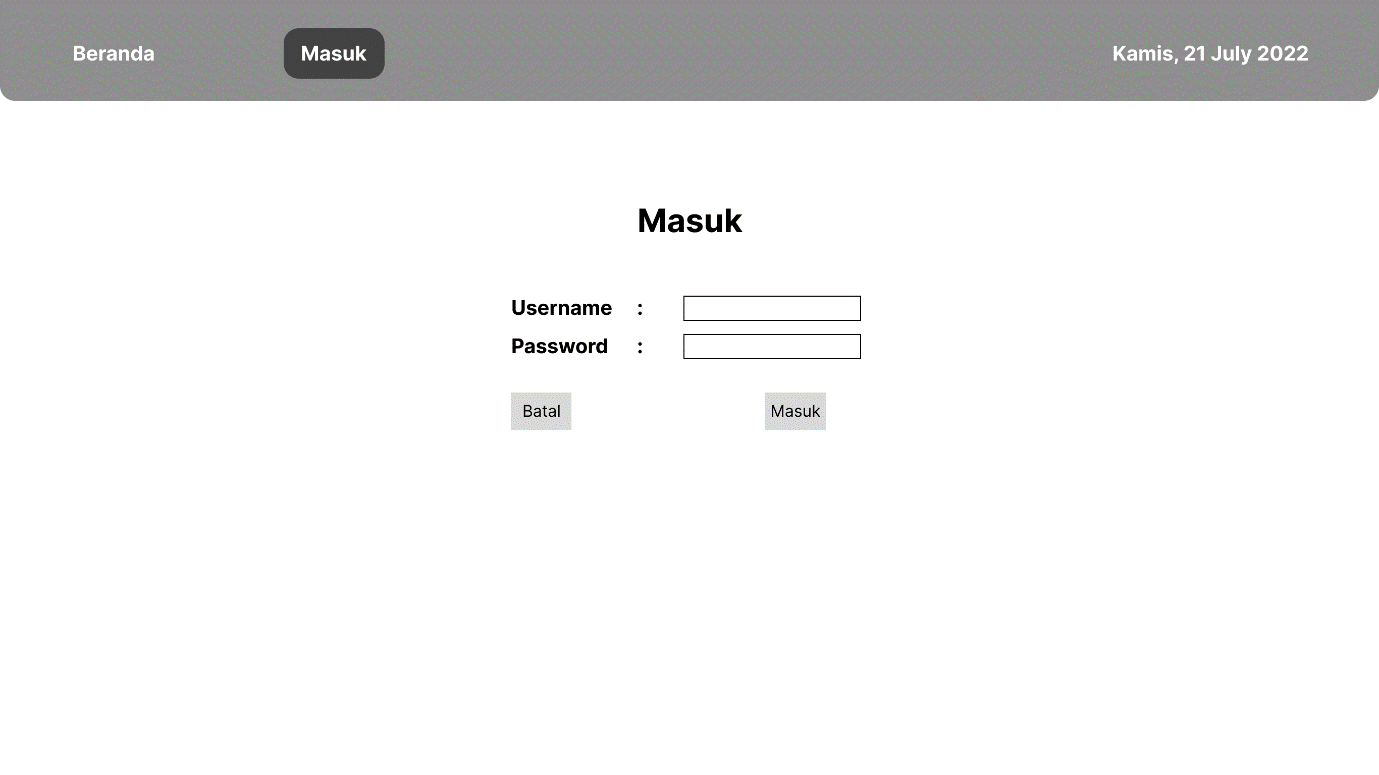 Beranda Masuk Kamis, 21 July 2022
Masuk
Username :
Password :
Batal Masuk